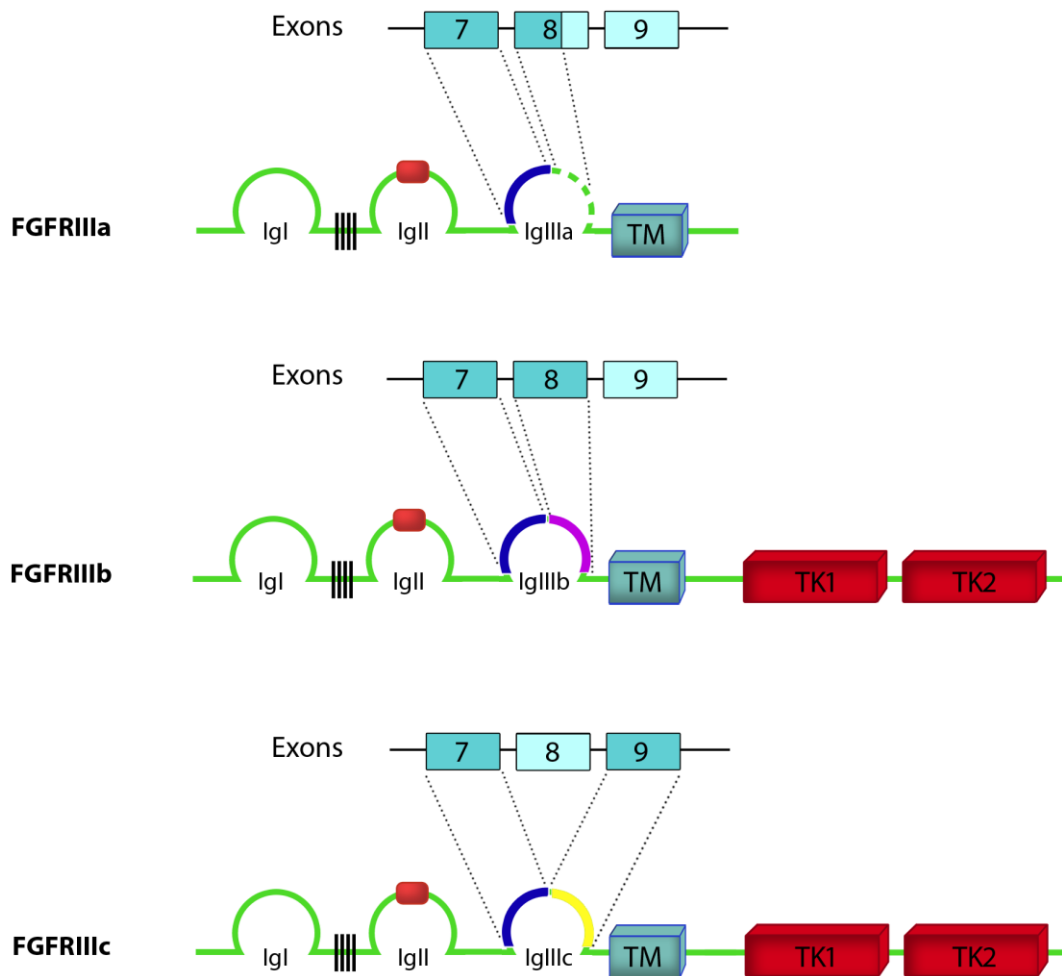 Exons 7 8 9
FGFRIIIa IgI IgII IgIIIa TM
Exons 7 8 9
FGFRIIIb IgI IgII IgIIIb TM TK1 TK2
Exons 7 8 9
FGFRIIIc IgI IgII IgIIIc TM TK1 TK2